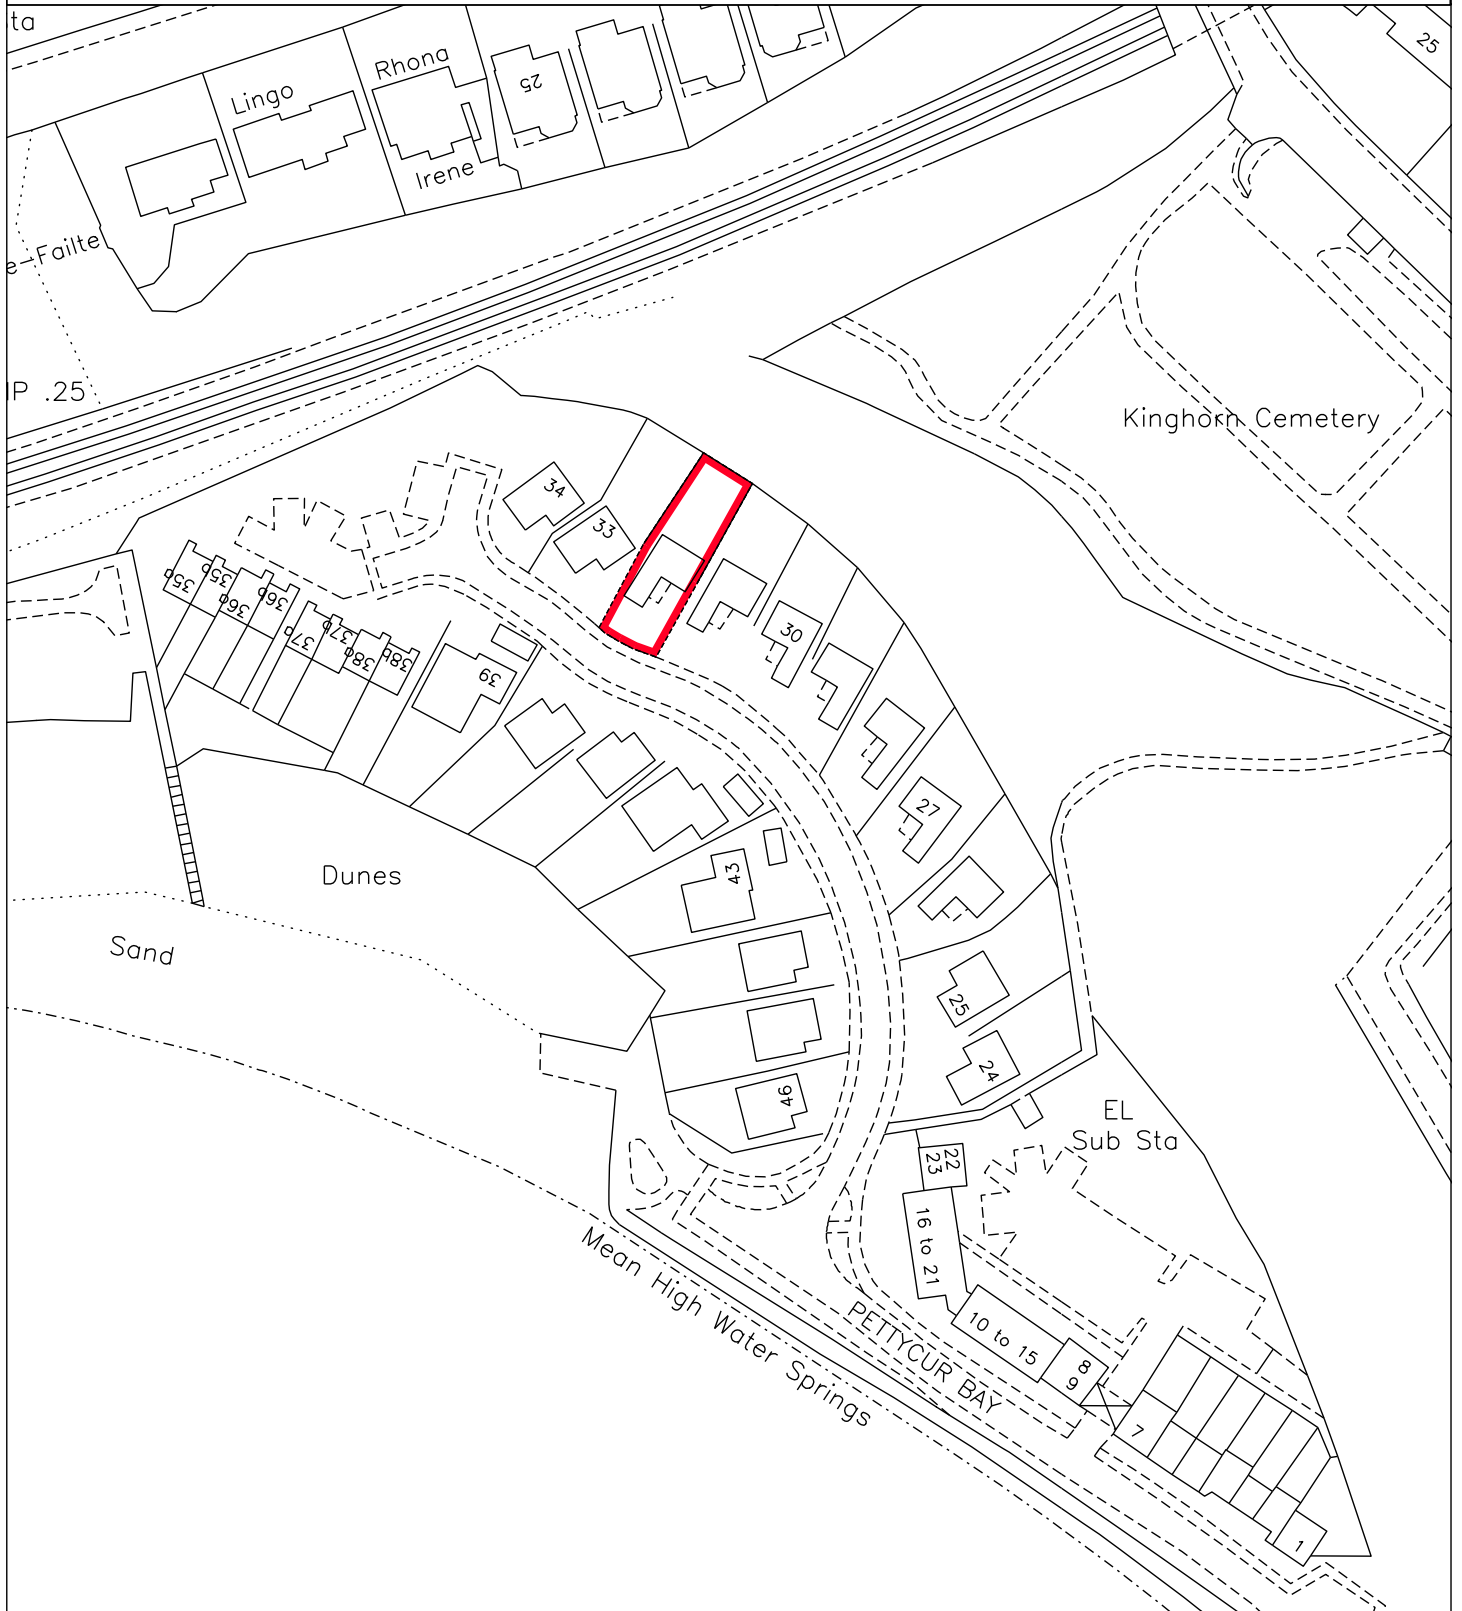 ta
Rhona
Lingo
25
25
Irene
e-Failte
IP .25
Kinghorn Cemetery
34
33
35a
35b
36a
36b
37a
37b
38a
38b
39
30
27
Dunes
43
Sand
25
24
46
EL
Sub Sta
22
23
16 to 21
Mean High Water Springs
PETTYCUR BAY
10 to 15
8
9
7
1